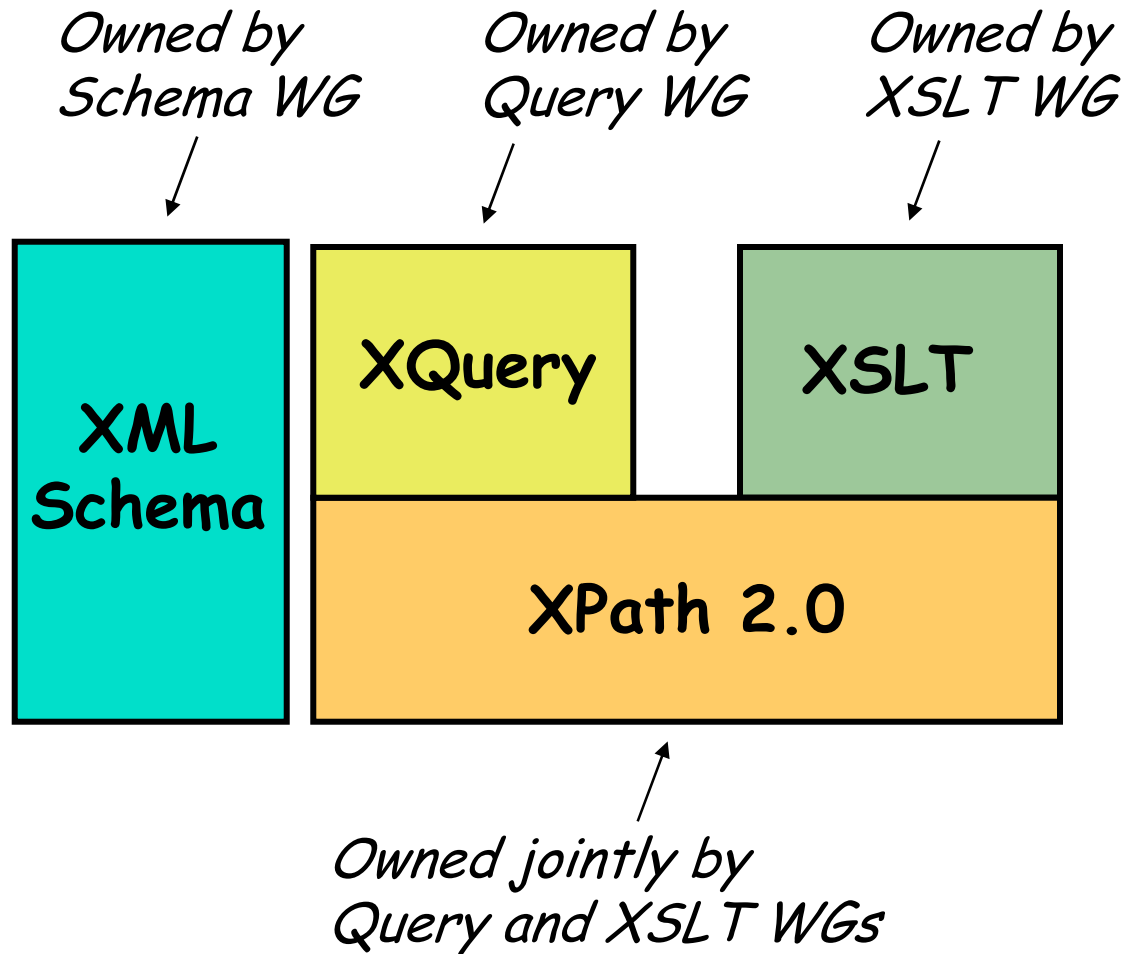 Owned by
Schema WG
Owned by
Query WG
Owned by
XSLT WG
XML
Schema
XQuery
XSLT
XPath 2.0
Owned jointly by
Query and XSLT WGs